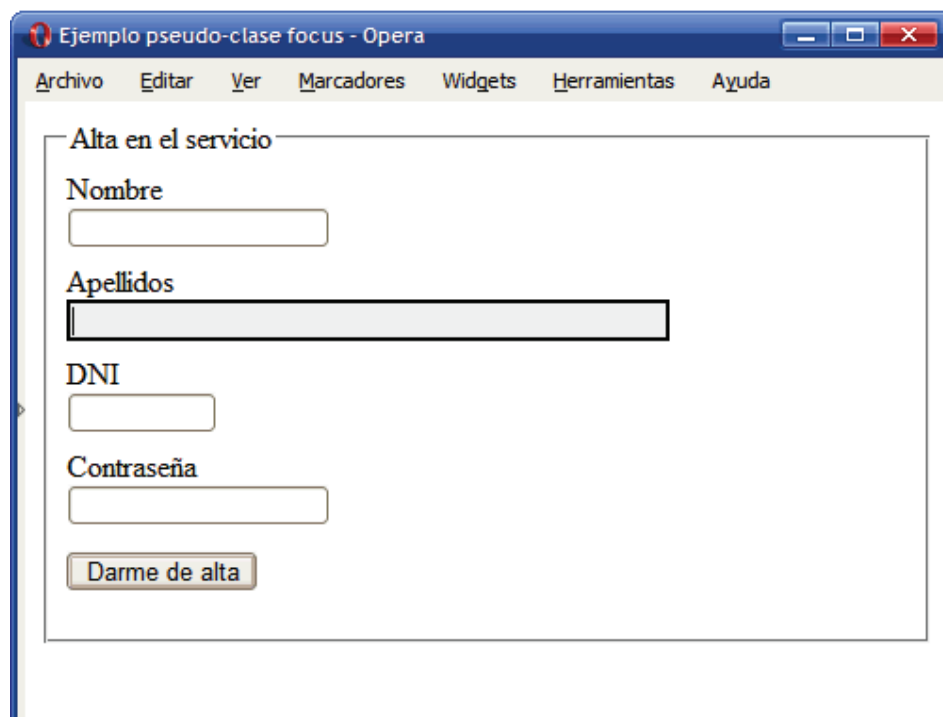 Ejemplo pseudo-clase focus - Opera
Archivo Editar Ver Marcadores Widgets Herramientas Ayuda
Alta en el servicio
Nombre
Apellidos
DNI
Contraseña
Darme de alta